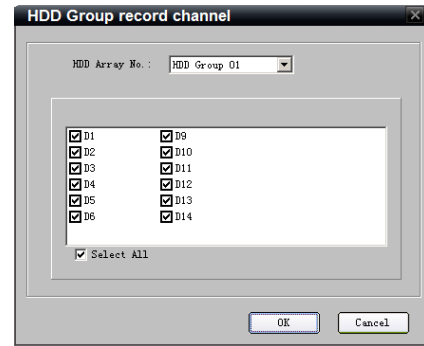 HDD Group record channel
HDD Array No.: HDD Group 01
D1 D9
D2 D10
D3 D11
D4 D12
D5 D13
D6 D14
Select All
OK Cancel